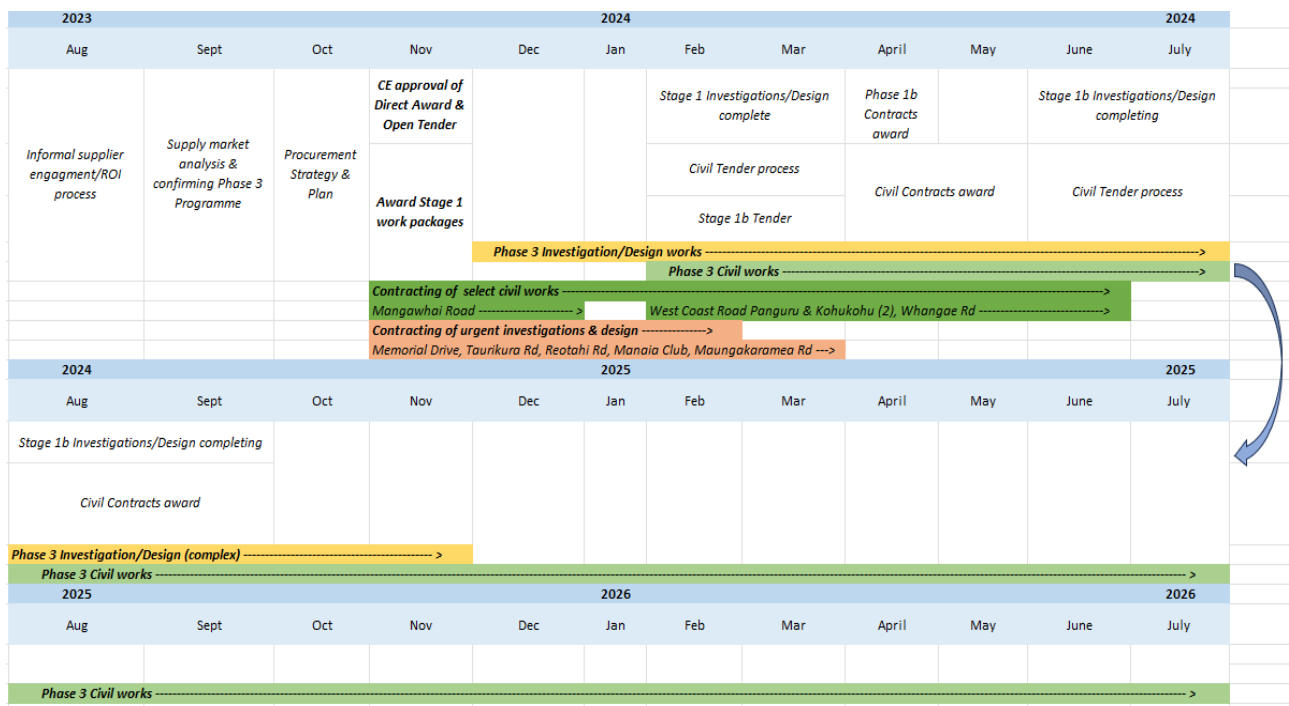 2023 2024 2024
Aug Sept Oct Nov Dec Jan Feb Mar April May June July
Informal supplier
engagment/ROI
process
Supply market
analysis &
confirming Phase 3
Programme
Procurement
Strategy &
Plan
CE approval of
Direct Award &
Open Tender
Award Stage 1
work packages
Stage 1 Investigations/Design
complete
Civil Tender process
Stage 1b Tender
Phase 1b
Contracts
award
Civil Contracts award
Stage 1b Investigations/Design
completing
Civil Tender process
Phase 3 Investigation/Design works ------------------------------>
Phase 3 Civil works ------------------------------>
Contracting of select civil works ------------------------------>
Mangawhai Road ---------------------- > West Coast Road Panguru & Kohukohu (2), Whangae Rd ----------------------------->
Contracting of urgent investigations & design ---------------->
Memorial Drive, Taurikura Rd, Reotahi Rd, Manaia Club, Maungakaramea Rd --->
2024 2025 2025
Aug Sept Oct Nov Dec Jan Feb Mar April May June July
Stage 1b Investigations/Design completing
Civil Contracts award
Phase 3 Investigation/Design (complex) ------------------------------ >
Phase 3 Civil works ------------------------------ >
2025 2026 2026
Aug Sept Oct Nov Dec Jan Feb Mar April May June July
Phase 3 Civil works ------------------------------ >